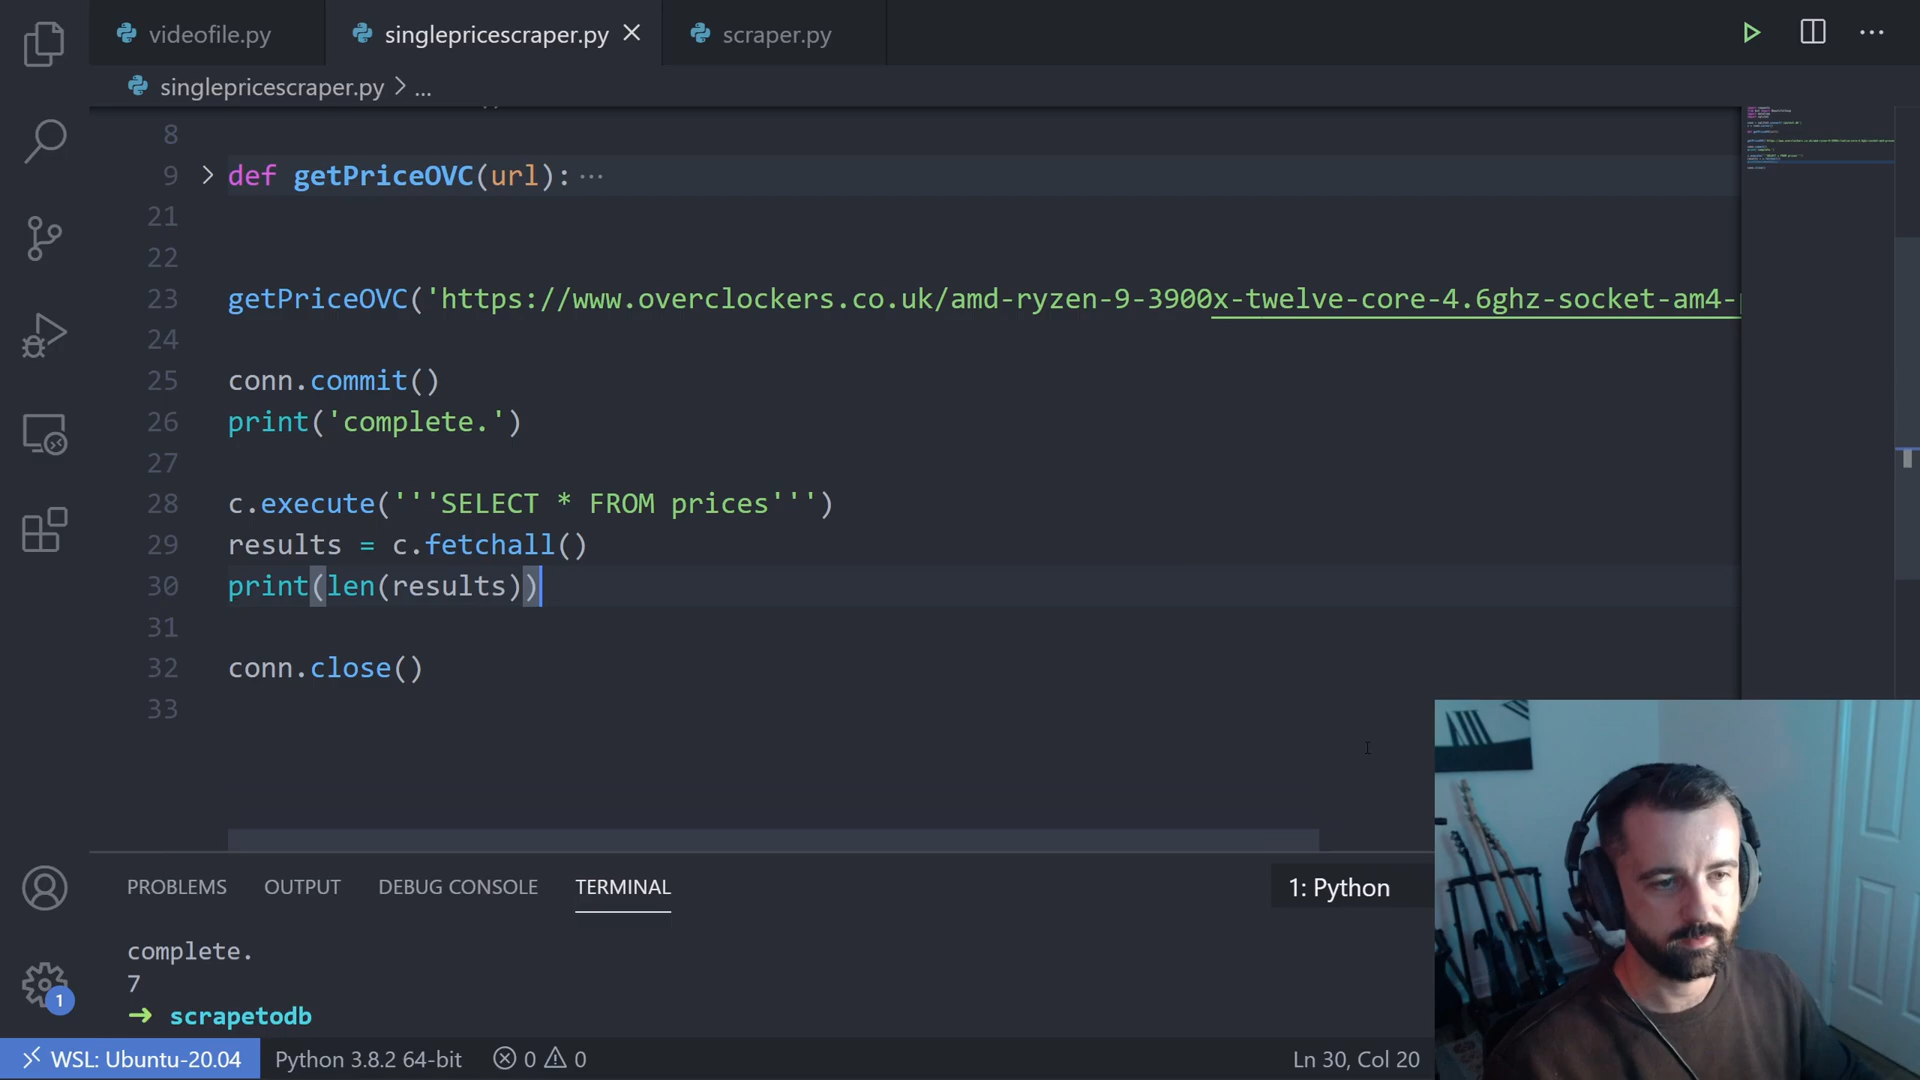 videofile.py
singlepricescraper.py
scraper.py
singlepricescraper.py > ...
8
9 def getPriceOVC(url): ···
21
22
23 getPriceOVC('https://www.overclockers.co.uk/amd-ryzen-9-3900x-twelve-core-4.6ghz-socket-am4-
24
25 conn.commit()
26 print('complete.')
27
28 c.execute('''SELECT * FROM prices''')
29 results = c.fetchall()
30 print(len(results))
31
32 conn.close()
33
PROBLEMS OUTPUT DEBUG CONSOLE TERMINAL 1: Python
complete.
7
➜ scrapetodb
1
WSL: Ubuntu-20.04 Python 3.8.2 64-bit 0 0 Ln 30, Col 20